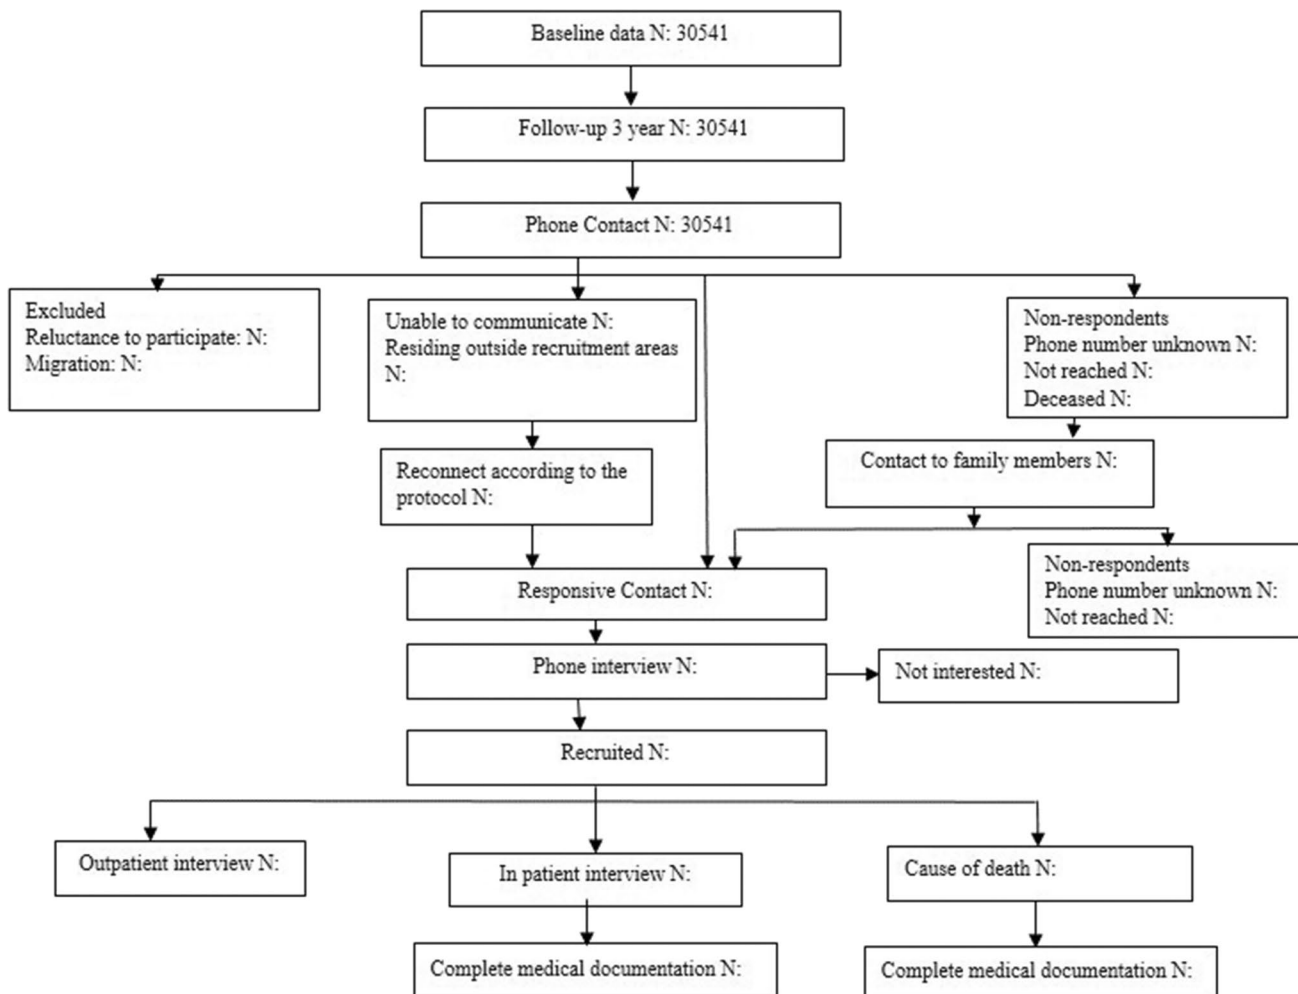 Baseline data N: 30541
Follow-up 3 year N: 30541
Phone Contact N: 30541
Excluded
Reluctance to participate: N:
Migration: N:
Unable to communicate N:
Residing outside recruitment areas
N:
Non-respondents
Phone number unknown N:
Not reached N:
Deceased N:
Reconnect according to the
protocol N:
Contact to family members N:
Responsive Contact N:
Non-respondents
Phone number unknown N:
Not reached N:
Phone interview N:
Not interested N:
Recruited N:
Outpatient interview N:
In patient interview N:
Cause of death N:
Complete medical documentation N:
Complete medical documentation N: